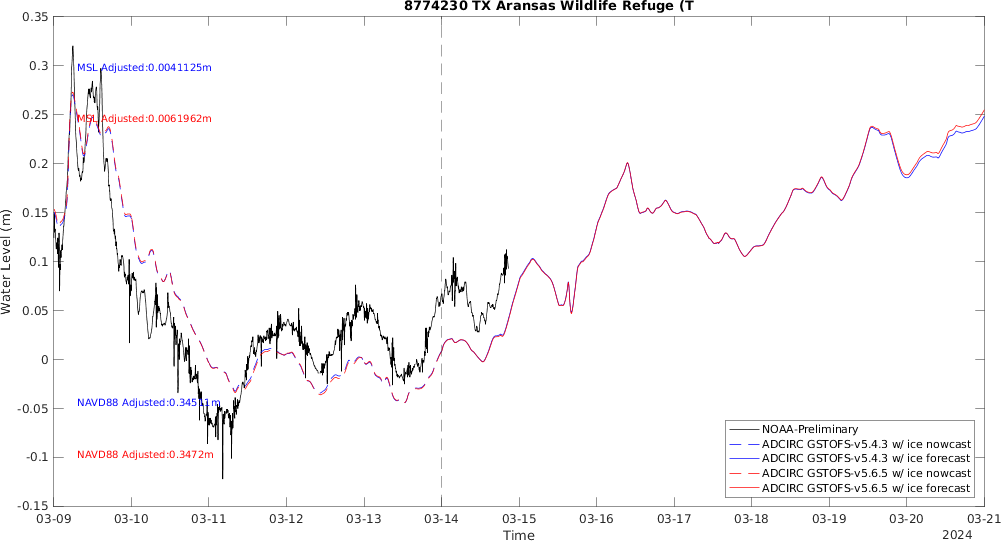 8774230 TX Aransas Wildlife Refuge (T
0.35
0.3
0.25
0.2
0.15
0.1
0.05
0
-0.05
-0.1
-0.15
Water Level (m)
MSL Adjusted:0.0041125m
MSL Adjusted:0.0061962m
NAVD88 Adjusted:
NAVD88 Adjusted:0.3472m
NOAA-Preliminary
ADCIRC GSTOFS-v5.4.3 w/ ice nowcast
ADCIRC GSTOFS-v5.4.3 w/ ice forecast
ADCIRC GSTOFS-v5.6.5 w/ ice nowcast
ADCIRC GSTOFS-v5.6.5 w/ ice forecast
03-09 03-10 03-11 03-12 03-13 03-14 03-15 03-16 03-17 03-18 03-19 03-20 03-21
Time
2024